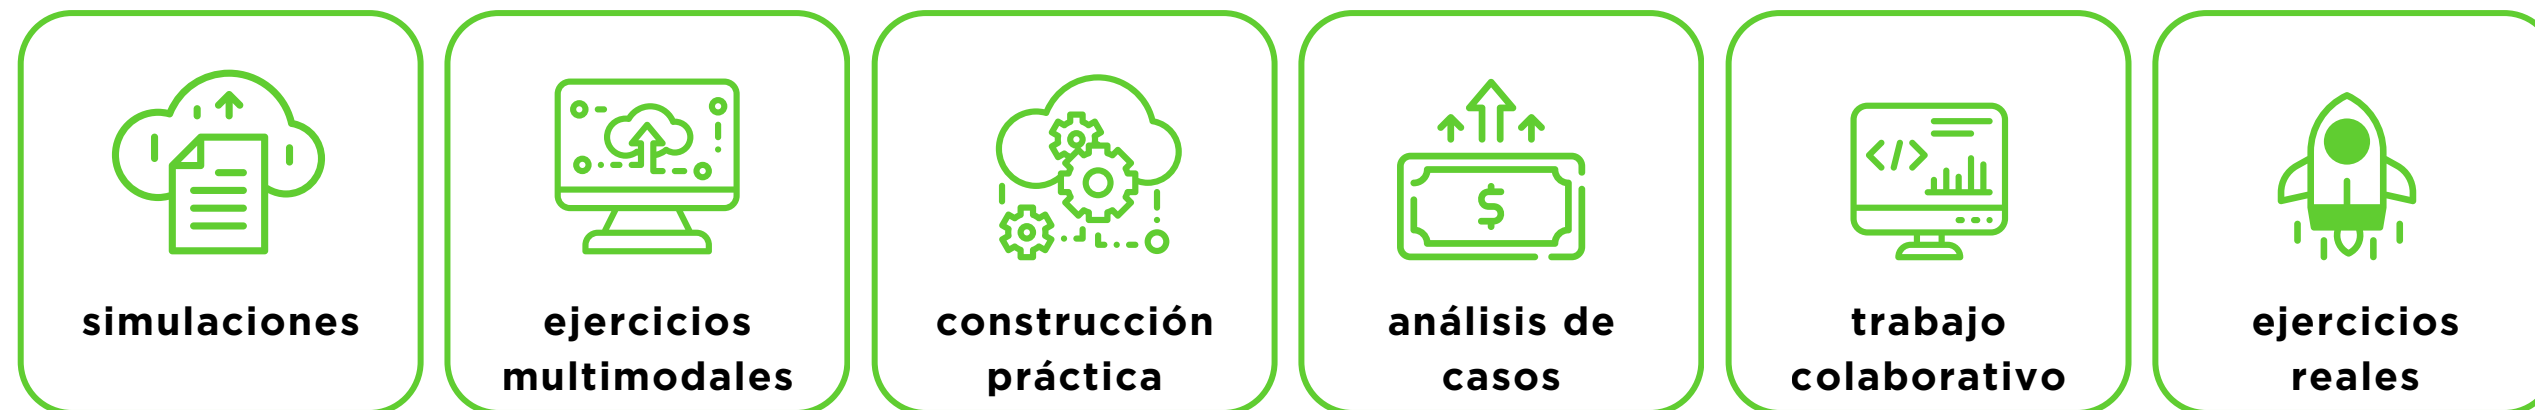 simulaciones
ejercicios
multimodales
construcción
práctica
análisis de
casos
trabajo
colaborativo
ejercicios
reales